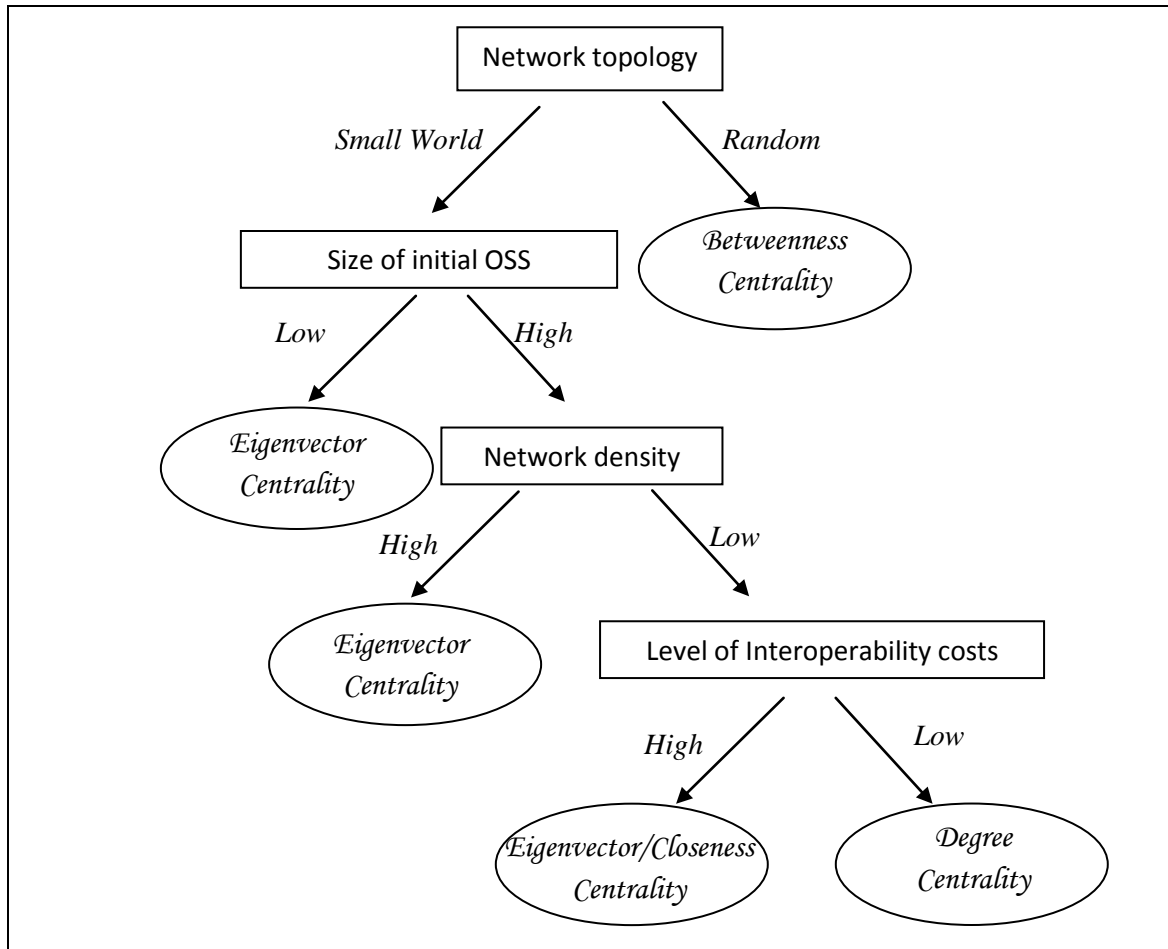 Network topology
Small World
Random
Size of initial OSS
Betweenness
Centrality
Low
High
Eigenvector
Centrality
Network density
High
Low
Eigenvector
Centrality
Level of Interoperability costs
High
Low
Eigenvector/Closeness
Centrality
Degree
Centrality